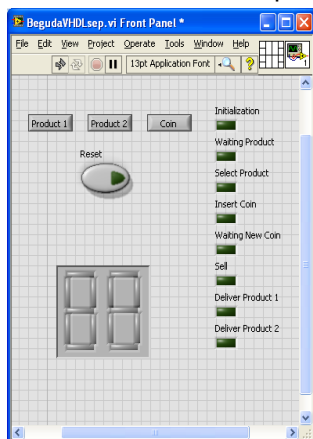 BegudaVHDLsep.vi Front Panel *
File Edit View Project Operate Tools Window Help
13pt Application Font
1
Initialization
Product 1 Product 2 Coin
Waiting Product
Reset
Select Product
Insert Coin
Waiting New Coin
Sell
Deliver Product 1
Deliver Product 2